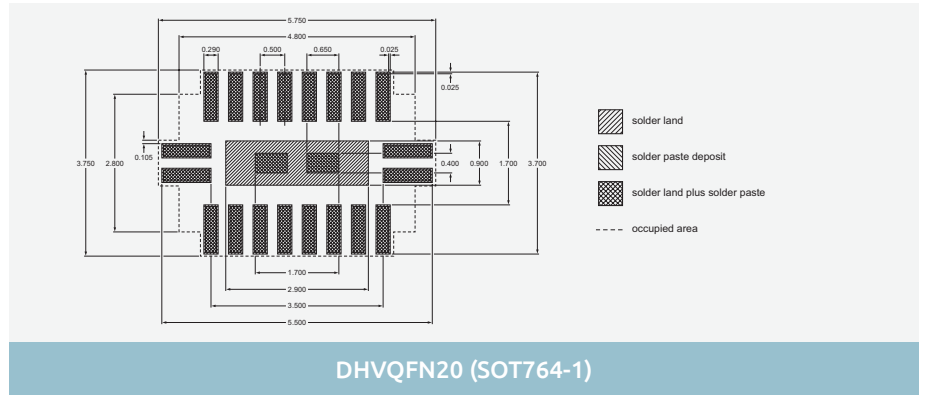 5.750
4.800
0.290 0.500 0.650 0.025
0.025
3.750 2.800 0.105 0.400 0.900 1.700 3.700
1.700
2.900
3.500
5.500
solder land
solder paste deposit
solder land plus solder paste
occupied area
DHVQFN20 (SOT764-1)